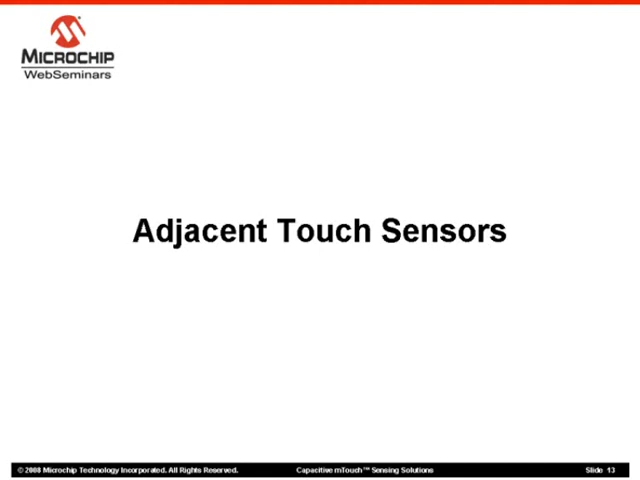 MICROCHIP
WebSeminars
Adjacent Touch Sensors
© 2008 Microchip Technology Incorporated. All Rights Reserved.
Capacitive mTouch™ Sensing Solutions
Slide 13